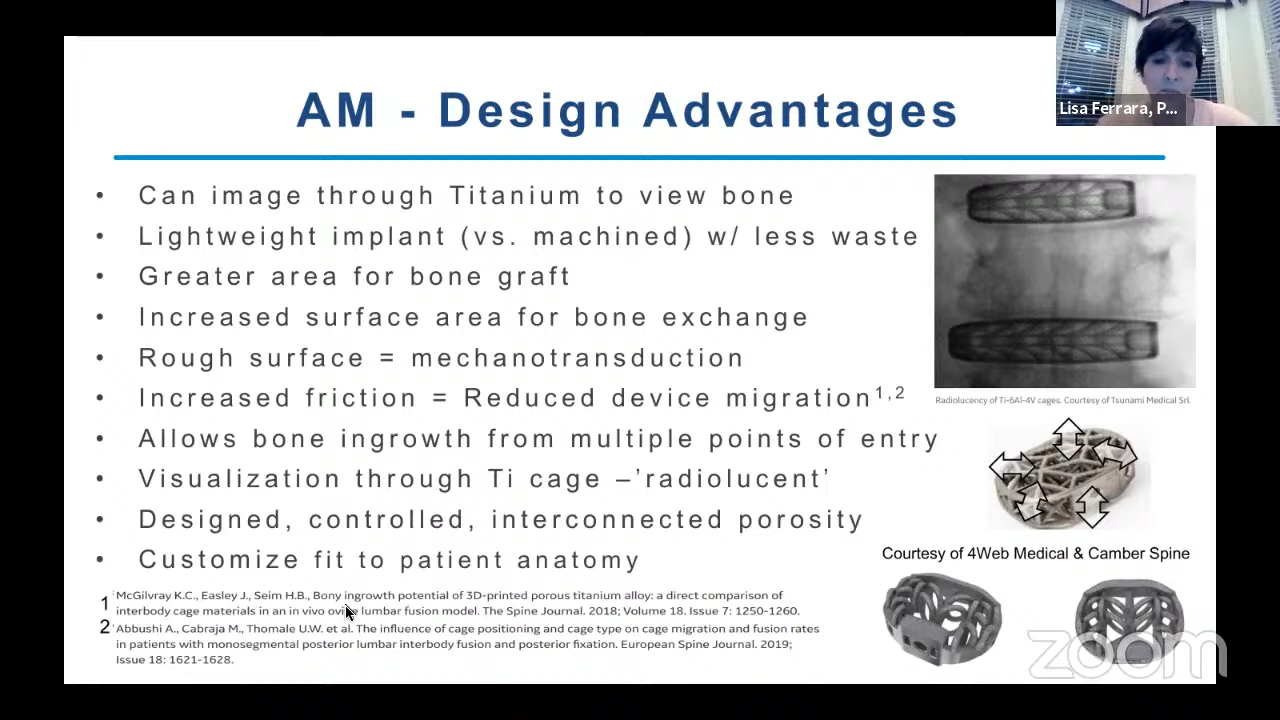 AM - Design Advantages
Lisa Ferrara, P...
• Can image through Titanium to view bone
• Lightweight implant (vs. machined) w/ less waste
• Greater area for bone graft
• Increased surface area for bone exchange
• Rough surface = mechanotransduction
• Increased friction = Reduced device migration1,2
• Allows bone ingrowth from multiple points of entry
• Visualization through Ti cage –’radiolucent’
• Designed, controlled, interconnected porosity
• Customize fit to patient anatomy
Radiolucency of Ti-6Al-4V cages. Courtesy of Tsunami Medical Srl.
Courtesy of 4Web Medical & Camber Spine
1 McGilvray K.C., Easley J., Seim H.B., Bony ingrowth potential of 3D-printed porous titanium alloy: a direct comparison of
interbody cage materials in an in vivo ovine lumbar fusion model. The Spine Journal. 2018; Volume 18. Issue 7: 1250-1260.
2 Abbushi A., Cabraja M., Thomale U.W. et al. The influence of cage positioning and cage type on cage migration and fusion rates
in patients with monosegmental posterior lumbar interbody fusion and posterior fixation. European Spine Journal. 2019;
Issue 18: 1621-1628.
zoom